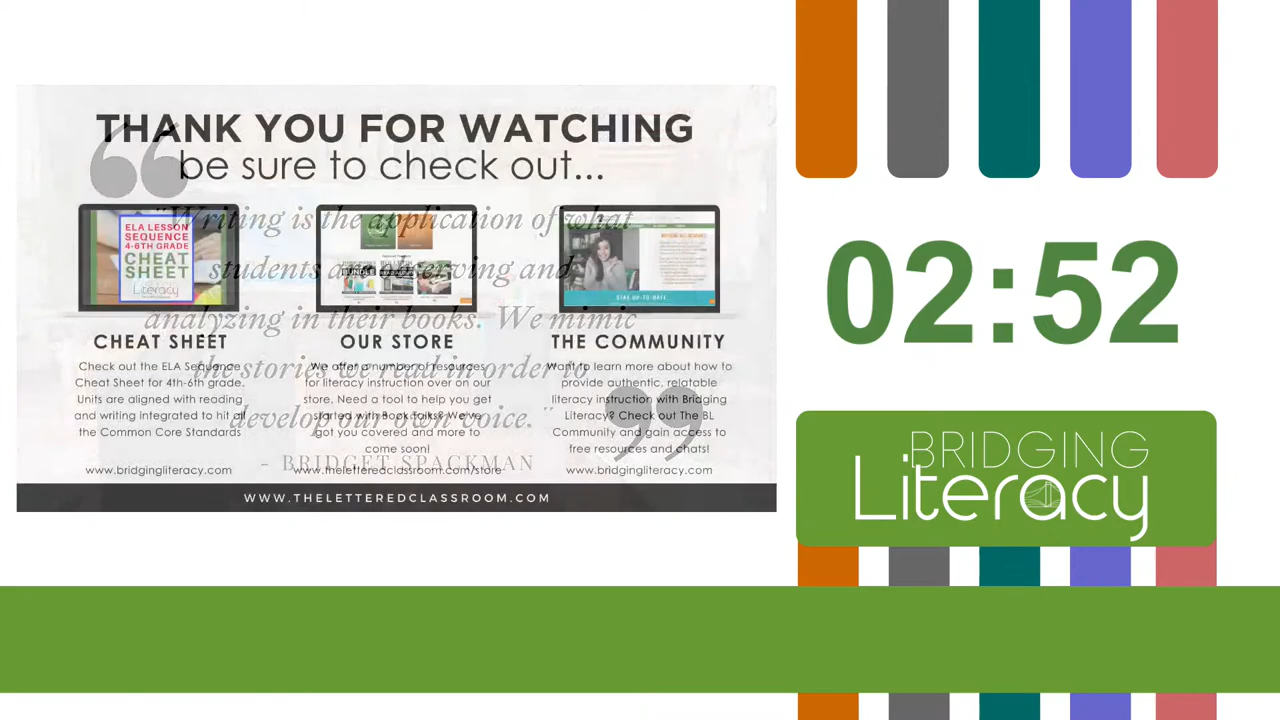 THANK YOU FOR WATCHING
be sure to check out...
"Writing is the application of what
students are observing and
analyzing in their books. We mimic
the stories we read in order to
develop our own voice."
- BRIDGET SPACKMAN
ELA LESSON
SEQUENCE
4-6TH GRADE
CHEAT
SHEET
Literacy
BUNDLE
STAY UP-TO-DATE
CHEAT SHEET
Check out the ELA Sequence
Cheat Sheet for 4th-6th grade.
Units are aligned with reading
and writing integrated to hit all
the Common Core Standards
www.bridgingliteracy.com
OUR STORE
We offer a number of resources
for literacy instruction over on our
store. Need a tool to help you get
started with Book Talks? We've
got you covered and more to
come soon!
www.theletteredclassroom.com/store
THE COMMUNITY
Want to learn more about how to
provide authentic, relatable
literacy instruction with Bridging
Literacy? Check out The BL
Community and gain access to
free resources and chats!
www.bridgingliteracy.com
WWW.THELETTEREDCLASSROOM.COM
02:52
BRIDGING
Literacy